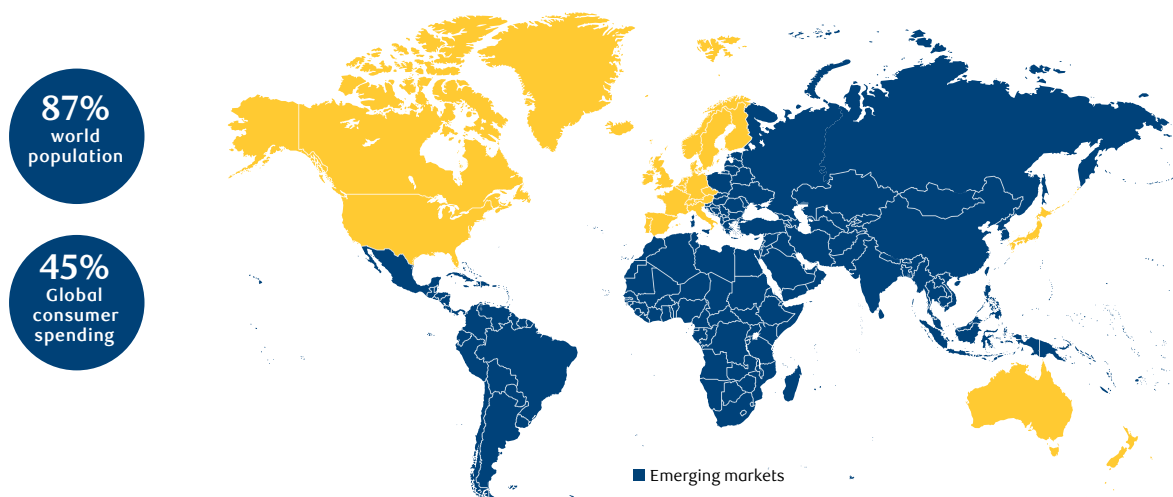 87%
world
population
45%
Global
consumer
spending
Emerging markets